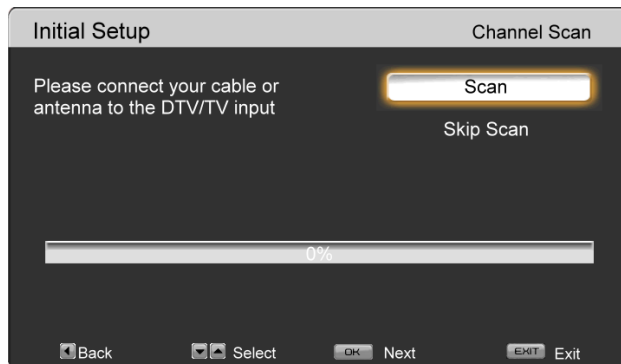 Initial Setup Channel Scan
Please connect your cable or
antenna to the DTV/TV input
Scan
Skip Scan
0%
Back Select OK Next EXIT Exit